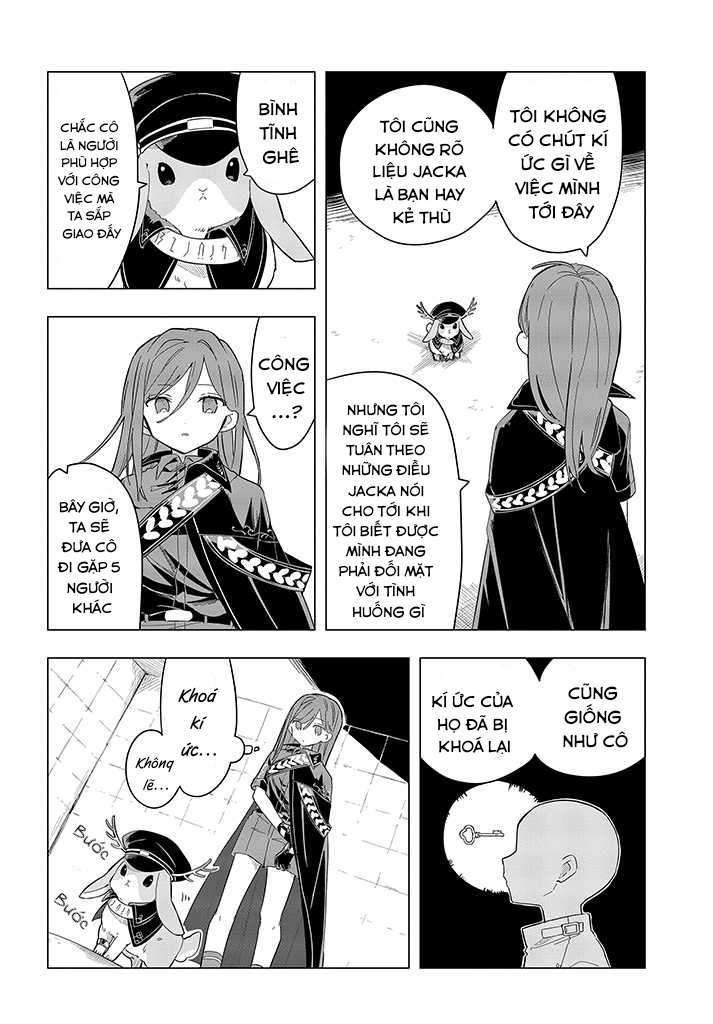 TÔI KHÔNG
CÓ CHÚT KÍ
ỨC GÌ VỀ
VIỆC MÌNH
TỚI ĐÂY
TÔI CŨNG
KHÔNG RÕ
LIỆU JACKA
LÀ BẠN HAY
KẺ THÙ
NHƯNG TÔI
NGHĨ TÔI SẼ
TUÂN THEO
NHỮNG ĐIỀU
JACKA NÓI
CHO TỚI KHI
TÔI BIẾT ĐƯỢC
MÌNH ĐANG
PHẢI ĐỐI MẶT
VỚI TÌNH
HUỐNG GÌ
BÌNH
TĨNH
GHÊ
CHẮC CÔ
LÀ NGƯỜI
PHÙ HỢP
VỚI CÔNG
VIỆC MÀ
TA SẮP
GIAO ĐẤY
CÔNG
VIỆC
...?
BÂY GIỜ,
TA SẼ
ĐƯA CÔ
ĐI GẶP 5
NGƯỜI
KHÁC
CŨNG
GIỐNG
NHƯ CÔ
KÍ ỨC CỦA
HỌ ĐÃ BỊ
KHOÁ LẠI
Khoá
kí
ức...
Không
lẽ...
Bước
Bước